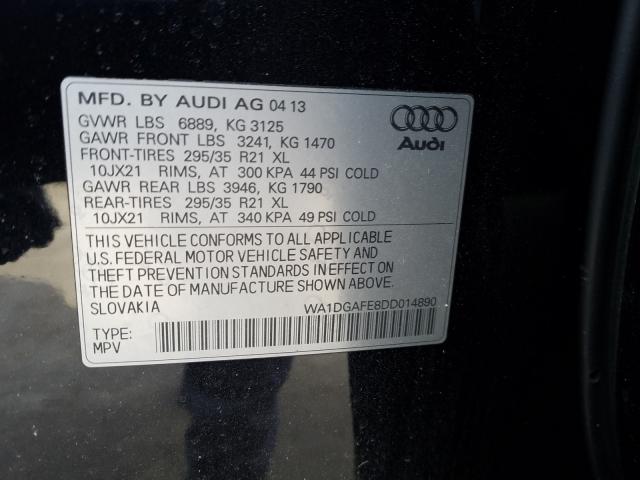 MFD. BY AUDI AG 04 13
GVWR LBS 6889, KG 3125
GAWR FRONT LBS 3241, KG 1470
FRONT-TIRES 295/35 R21 XL
10JX21 RIMS, AT 300 KPA 44 PSI COLD
GAWR REAR LBS 3946, KG 1790
REAR-TIRES 295/35 R21 XL
10JX21 RIMS, AT 340 KPA 49 PSI COLD
Audi
THIS VEHICLE CONFORMS TO ALL APPLICABLE
U.S. FEDERAL MOTOR VEHICLE SAFETY AND
THEFT PREVENTION STANDARDS IN EFFECT ON
THE DATE OF MANUFACTURE SHOWN ABOVE.
SLOVAKIA WA1DGAFE8DD014890
TYPE:
MPV